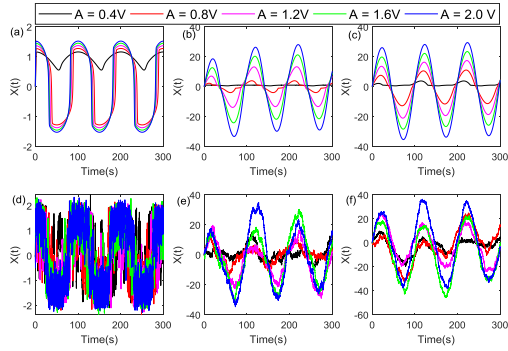 A = 0.4V A = 0.8V A = 1.2V A = 1.6V A = 2.0 V
(a) (b) (c)
X(t) X(t) X(t)
2 40 40
1 20 20
0 0 0
-1 -20 -20
-2 -40 -40
0 100 200 300 0 100 200 300 0 100 200 300
Time(s) Time(s) Time(s)
(d) (e) (f)
X(t) X(t) X(t)
2 40 40
1 20 20
0 0 0
-1 -20 -20
-2 -40 -40
-60
0 100 200 300 0 100 200 300 0 100 200 300
Time(s) Time(s) Time(s)